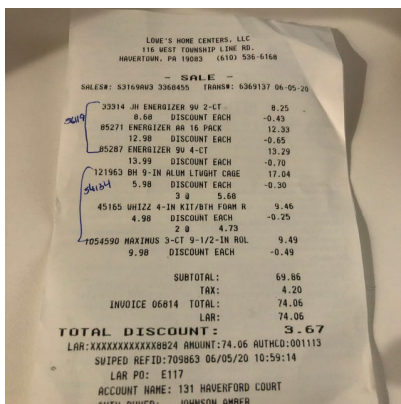 LOWE'S HOME CENTERS, LLC
116 WEST TOWNSHIP LINE RD.
HAVERTOWN, PA 19083 (610) 536-6168
- SALE -
SALES#: S3169AW3 3368455 TRANS#: 6369137 06-05-20
33314 JH ENERGIZER 9V 2-CT 8.25
8.68 DISCOUNT EACH -0.43
85271 ENERGIZER AA 16 PACK 12.33
12.98 DISCOUNT EACH -0.65
85287 ENERGIZER 9V 4-CT 13.29
13.99 DISCOUNT EACH -0.70
121963 BH 9-IN ALUM LTWGHT CAGE 17.04
5.98 DISCOUNT EACH -0.30
3 @ 5.68
45165 WHIZZ 4-IN KIT/BTH FOAM R 9.46
4.98 DISCOUNT EACH -0.25
2 @ 4.73
1054590 MAXIMUS 3-CT 9-1/2-IN ROL 9.49
9.98 DISCOUNT EACH -0.49
SUBTOTAL: 69.86
TAX: 4.20
INVOICE 06814 TOTAL: 74.06
LAR: 74.06
TOTAL DISCOUNT: 3.67
LAR:XXXXXXXXXXXX8824 AMOUNT:74.06 AUTHCD:001113
SWIPED REFID:709863 06/05/20 10:59:14
LAR PO: E117
ACCOUNT NAME: 131 HAVERFORD COURT
AUTH BUYER: JOHNSON AMBER